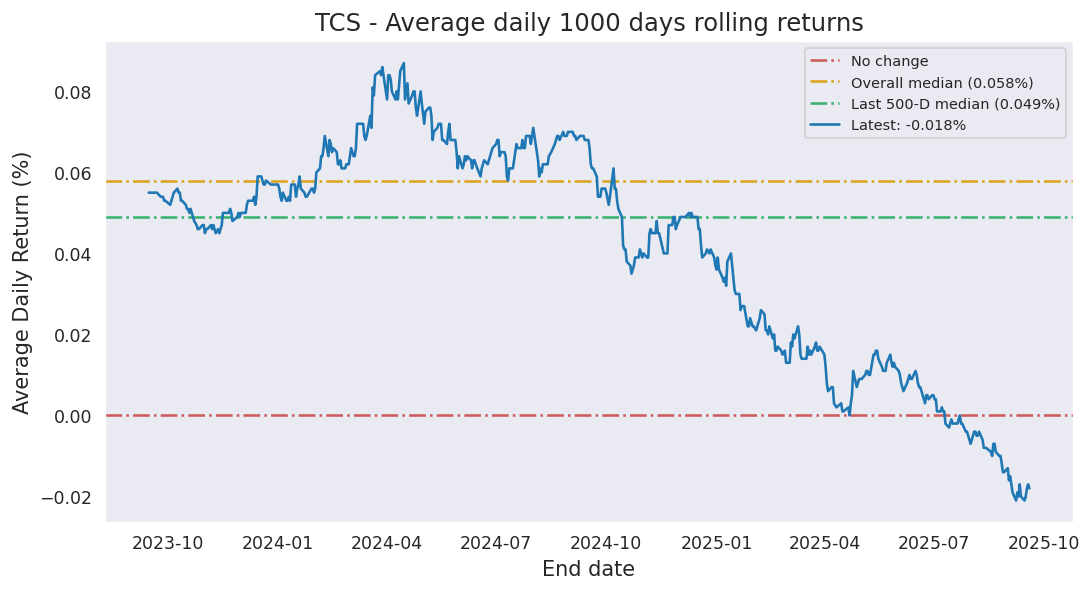 TCS - Average daily 1000 days rolling returns
No change
Overall median (0.058%)
Last 500-D median (0.049%)
Latest: -0.018%
Average Daily Return (%)
0.08
0.06
0.04
0.02
0.00
−0.02
2023-10 2024-01 2024-04 2024-07 2024-10 2025-01 2025-04 2025-07 2025-10
End date